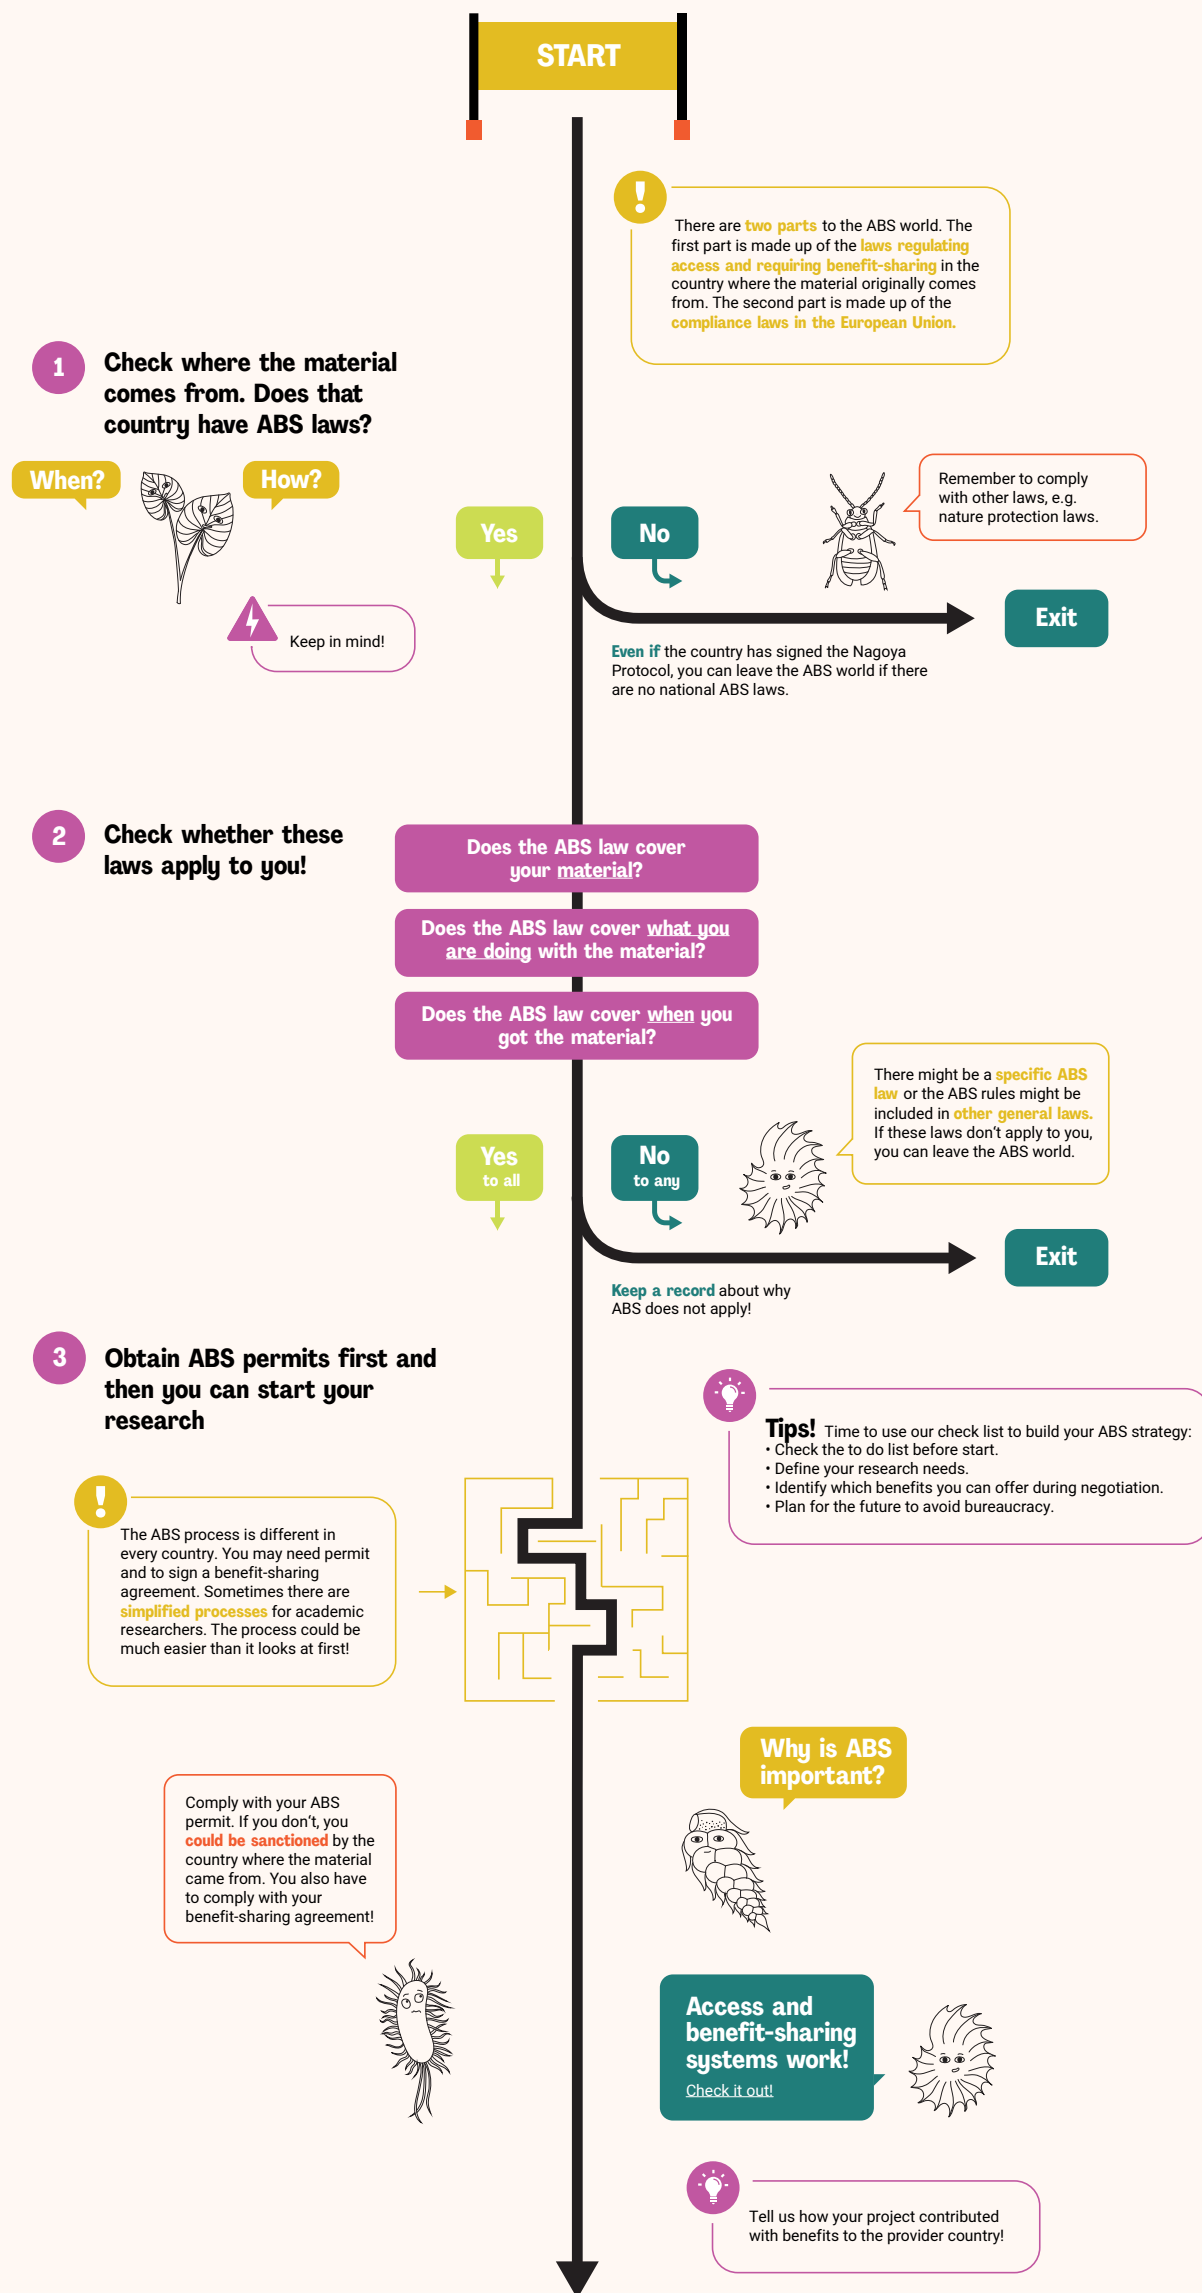 START
There are two parts to the ABS world. The
first part is made up of the laws regulating
access and requiring benefit-sharing in the
country where the material originally comes
from. The second part is made up of the
compliance laws in the European Union.
1
Check where the material
comes from. Does that
country have ABS laws?
When?
How?
Keep in mind!
Yes
No
Remember to comply
with other laws, e.g.
nature protection laws.
Exit
Even if the country has signed the Nagoya
Protocol, you can leave the ABS world if there
are no national ABS laws.
2
Check whether these
laws apply to you!
Does the ABS law cover
your material?
Does the ABS law cover what you
are doing with the material?
Does the ABS law cover when you
got the material?
There might be a specific ABS
law or the ABS rules might be
included in other general laws.
If these laws don't apply to you,
you can leave the ABS world.
Yes
to all
No
to any
Exit
Keep a record about why
ABS does not apply!
3
Obtain ABS permits first and
then you can start your
research
Tips! Time to use our check list to build your ABS strategy:
• Check the to do list before start.
• Define your research needs.
• Identify which benefits you can offer during negotiation.
• Plan for the future to avoid bureaucracy.
The ABS process is different in
every country. You may need permit
and to sign a benefit-sharing
agreement. Sometimes there are
simplified processes for academic
researchers. The process could be
much easier than it looks at first!
Why is ABS
important?
Comply with your ABS
permit. If you don't, you
could be sanctioned by the
country where the material
came from. You also have
to comply with your
benefit-sharing agreement!
Access and
benefit-sharing
systems work!
Check it out!
Tell us how your project contributed
with benefits to the provider country!